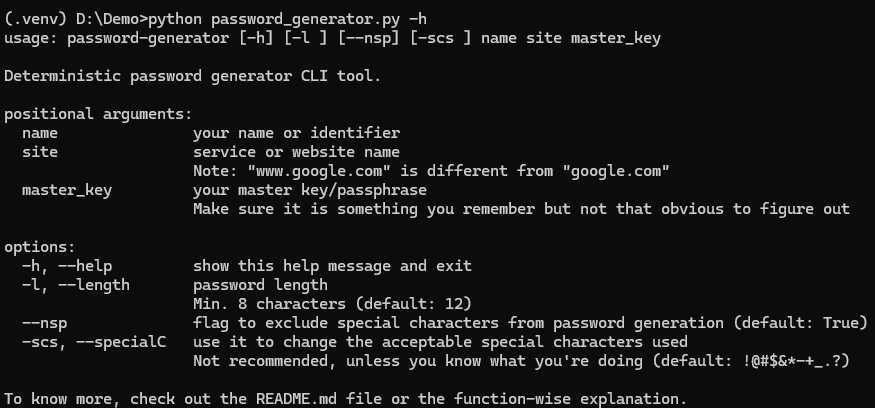 (.venv) D:\Demo>python password_generator.py -h
usage: password-generator [-h] [-l ] [--nsp] [-scs ] name site master_key
Deterministic password generator CLI tool.
positional arguments:
name your name or identifier
site service or website name
Note: "www.google.com" is different from "google.com"
master_key your master key/passphrase
Make sure it is something you remember but not that obvious to figure out
options:
-h, --help show this help message and exit
-l, --length password length
Min. 8 characters (default: 12)
--nsp flag to exclude special characters from password generation (default: True)
-scs, --specialC use it to change the acceptable special characters used
Not recommended, unless you know what you're doing (default: !@#$&*-+_.?)
To know more, check out the README.md file or the function-wise explanation.